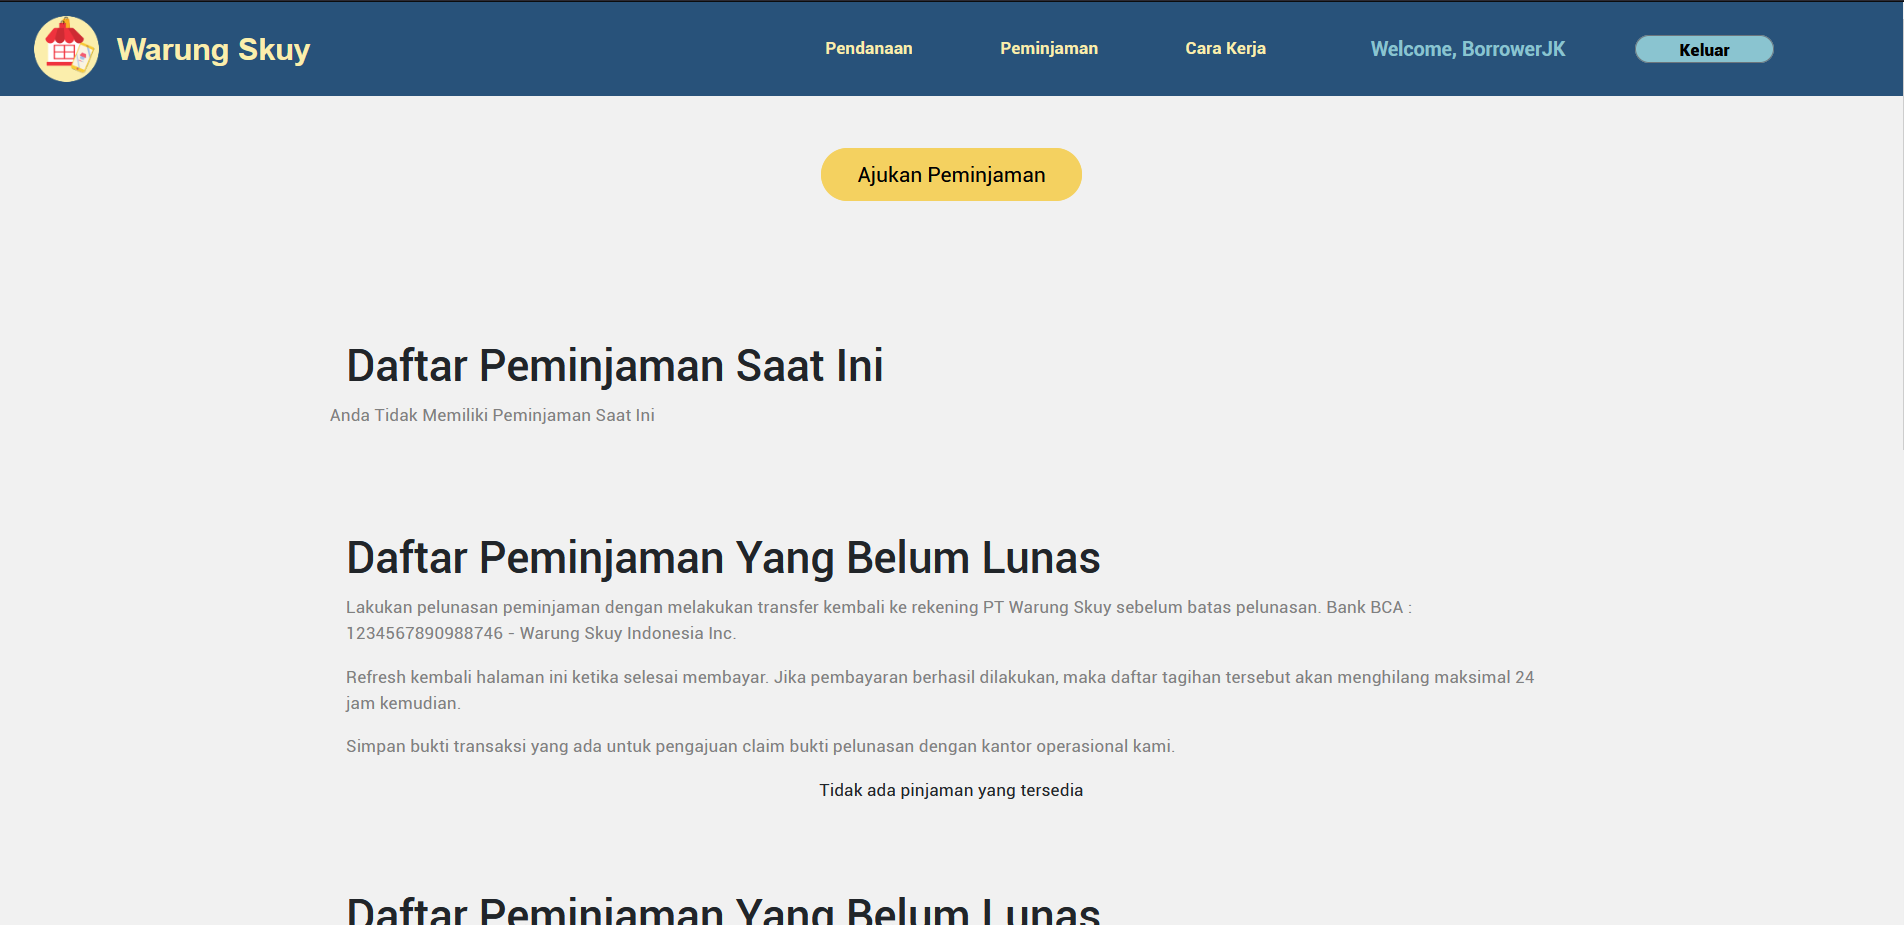 Warung Skuy
Pendanaan
Peminjaman
Cara Kerja
Welcome, BorrowerJK
Keluar
Ajukan Peminjaman
Daftar Peminjaman Saat Ini
Anda Tidak Memiliki Peminjaman Saat Ini
Daftar Peminjaman Yang Belum Lunas
Lakukan pelunasan peminjaman dengan melakukan transfer kembali ke rekening PT Warung Skuy sebelum batas pelunasan. Bank BCA :
1234567890988746 - Warung Skuy Indonesia Inc.
Refresh kembali halaman ini ketika selesai membayar. Jika pembayaran berhasil dilakukan, maka daftar tagihan tersebut akan menghilang maksimal 24
jam kemudian.
Simpan bukti transaksi yang ada untuk pengajuan claim bukti pelunasan dengan kantor operasional kami.
Tidak ada pinjaman yang tersedia
Daftar Peminjaman Yang Belum Lunas